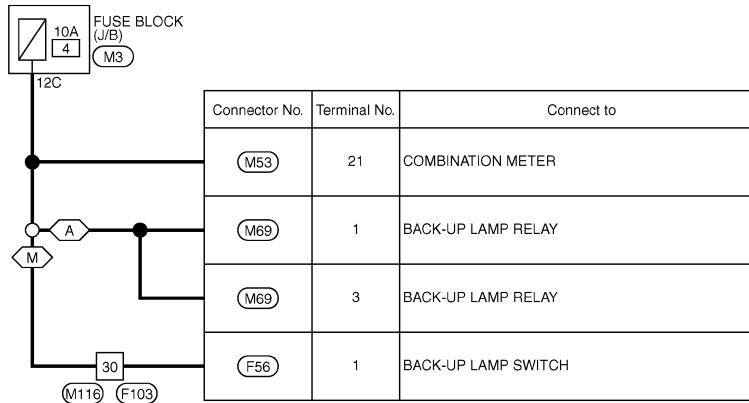 FUSE BLOCK
(J/B)
10A
4
M3
12C
Connector No. Terminal No. Connect to
M53 21 COMBINATION METER
A M69 1 BACK-UP LAMP RELAY
M
M69 3 BACK-UP LAMP RELAY
30 F56 1 BACK-UP LAMP SWITCH
M116 F103